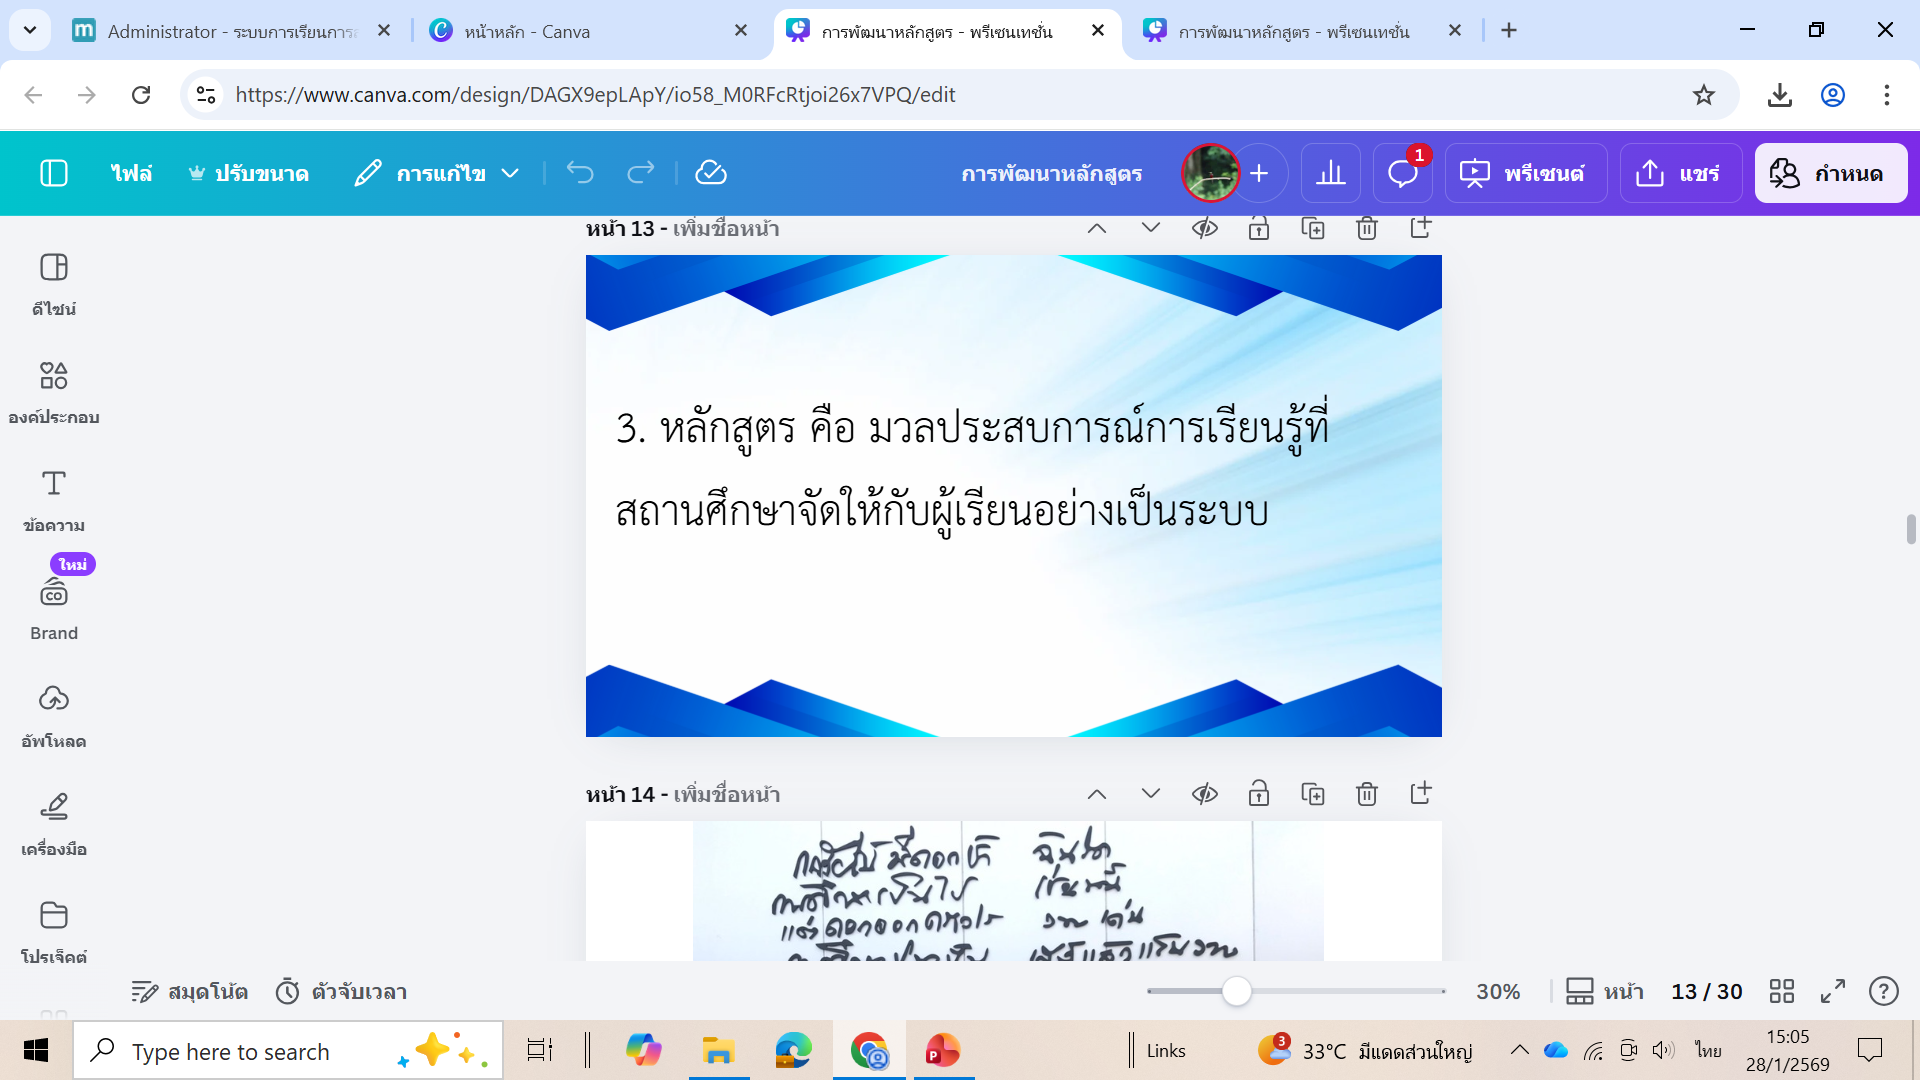 Administrator - ระบบการเรียนการส
หน้าหลัก - Canva
การพัฒนาหลักสูตร - พรีเซนเทชั่น
การพัฒนาหลักสูตร - พรีเซนเทชั่น
https://www.canva.com/design/DAGX9epLApY/io58_M0RFcRtjoi26x7VPQ/edit
ไฟล์
ปรับขนาด
การแก้ไข
การพัฒนาหลักสูตร
1
พรีเซนต์
แชร์
กำหนด
หน้า 13 - เพิ่มชื่อหน้า
ดีไซน์
องค์ประกอบ
ข้อความ
ใหม่
CO
Brand
อัพโหลด
เครื่องมือ
โปรเจ็คต์
3. หลักสูตร คือ มวลประสบการณ์การเรียนรู้ที่
สถานศึกษาจัดให้กับผู้เรียนอย่างเป็นระบบ
หน้า 14 - เพิ่มชื่อหน้า
สมุดโน้ต
ตัวจับเวลา
30%
หน้า
13 / 30
Type here to search
Links
3
33°C มีแดดส่วนใหญ่
ไทย
15:05
28/1/2569